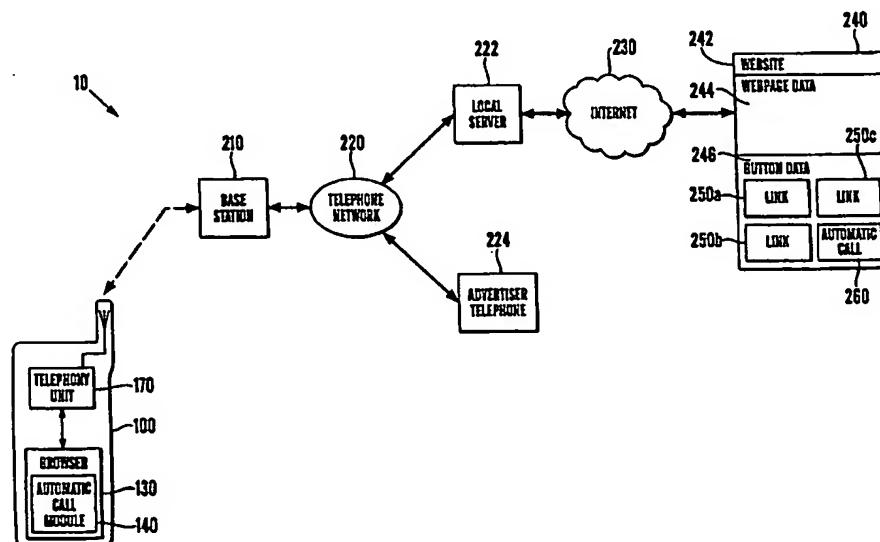 10
210
BASE
STATION
220
TELEPHONE
NETWORK
222
LOCAL
SERVER
230
INTERNET
224
ADVERTISER
TELEPHONE
240
242
WEBSITE
244
WEBPAGE DATA
246
BUTTON DATA
250c
250a
LINK
LINK
250b
LINK
AUTOMATIC
CALL
260
TELEPHONY
UNIT
170
100
BROWSER
130
AUTOMATIC
CALL
MODULE
140